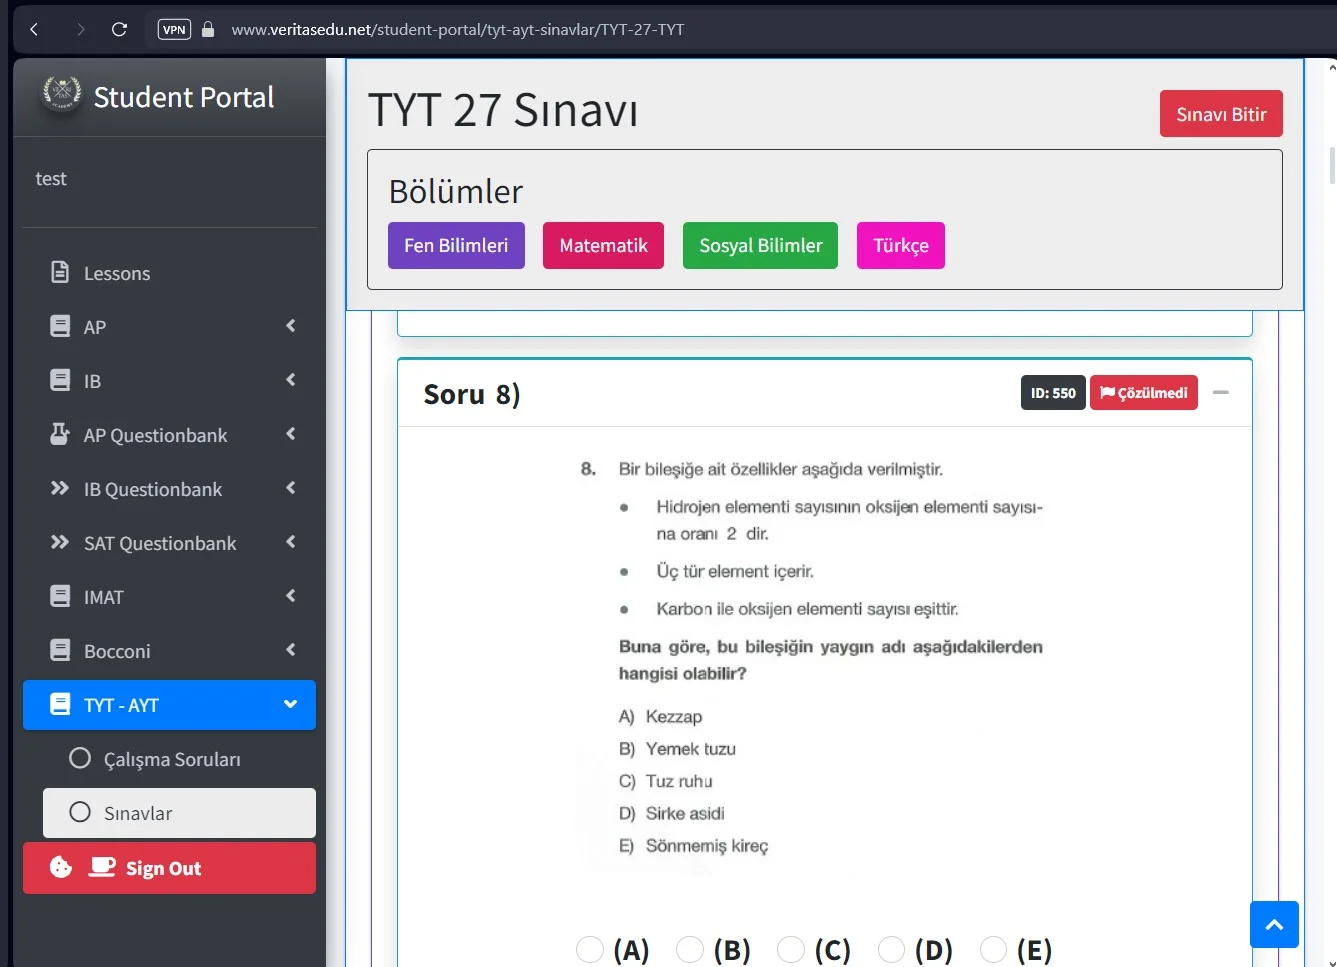 VPN
www.veritasedu.net/student-portal/tyt-ayt-sinavlar/TYT-27-TYT
Student Portal
test
Lessons
AP
IB
AP Questionbank
IB Questionbank
SAT Questionbank
IMAT
Bocconi
TYT - AYT
Çalışma Soruları
Sınavlar
Sign Out
TYT 27 Sınavı
Sınavı Bitir
Bölümler
Fen Bilimleri
Matematik
Sosyal Bilimler
Türkçe
Soru 8)
ID: 550
Çözülmedi
8. Bir bileşiğe ait özellikler aşağıda verilmiştir.
• Hidrojen elementi sayısının oksijen elementi sayısı-
na oranı 2 dir.
• Üç tür element içerir.
• Karbon ile oksijen elementi sayısı eşittir.
Buna göre, bu bileşiğin yaygın adı aşağıdakilerden
hangisi olabilir?
A) Kezzap
B) Yemek tuzu
C) Tuz ruhu
D) Sirke asidi
E) Sönmemiş kireç
(A) (B) (C) (D) (E)